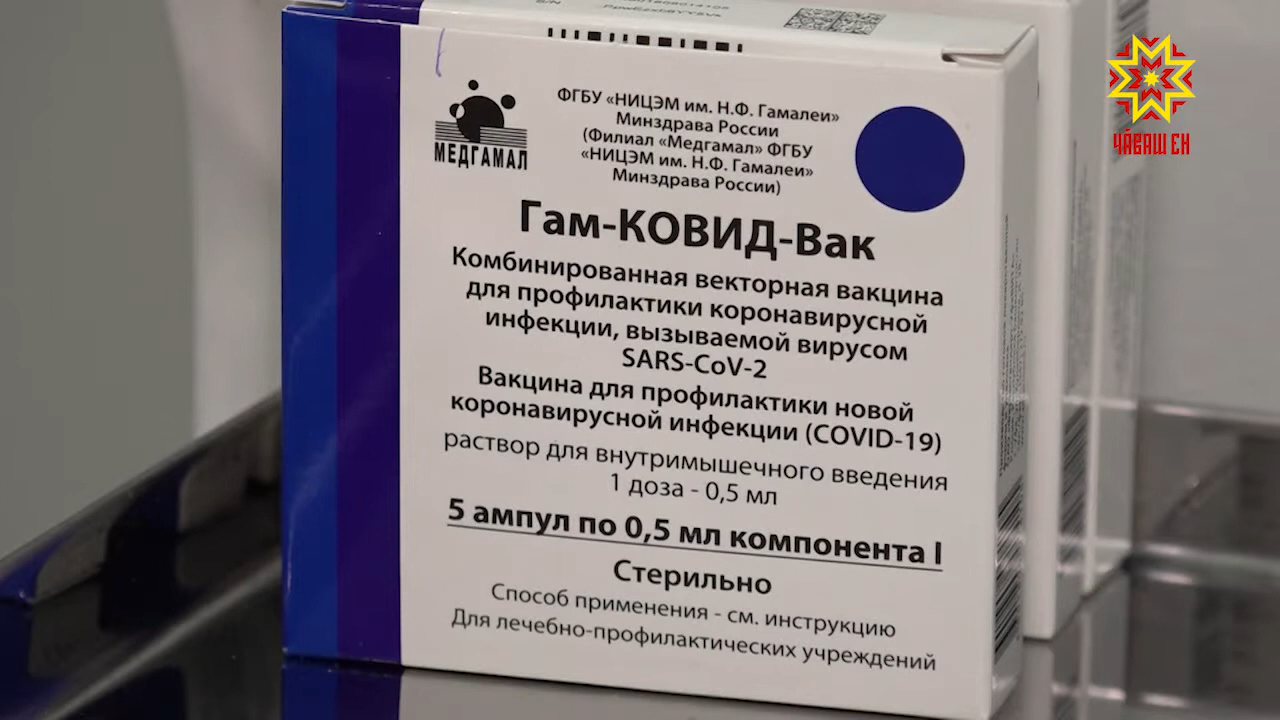 ФГБУ «НИЦЭМ им. Н.Ф. Гамалеи»
Минздрава России
(Филиал «Медгамал» ФГБУ
«НИЦЭМ им. Н.Ф. Гамалеи»
Минздрава России)
МЕДГАМАЛ
Гам-КОВИД-Вак
Комбинированная векторная вакцина
для профилактики коронавирусной
инфекции, вызываемой вирусом
SARS-CoV-2
Вакцина для профилактики новой
коронавирусной инфекции (COVID-19)
раствор для внутримышечного введения
1 доза - 0,5 мл
5 ампул по 0,5 мл компонента I
Стерильно
Способ применения - см. инструкцию
Для лечебно-профилактических учреждений
ЧӐВАШ ЕН